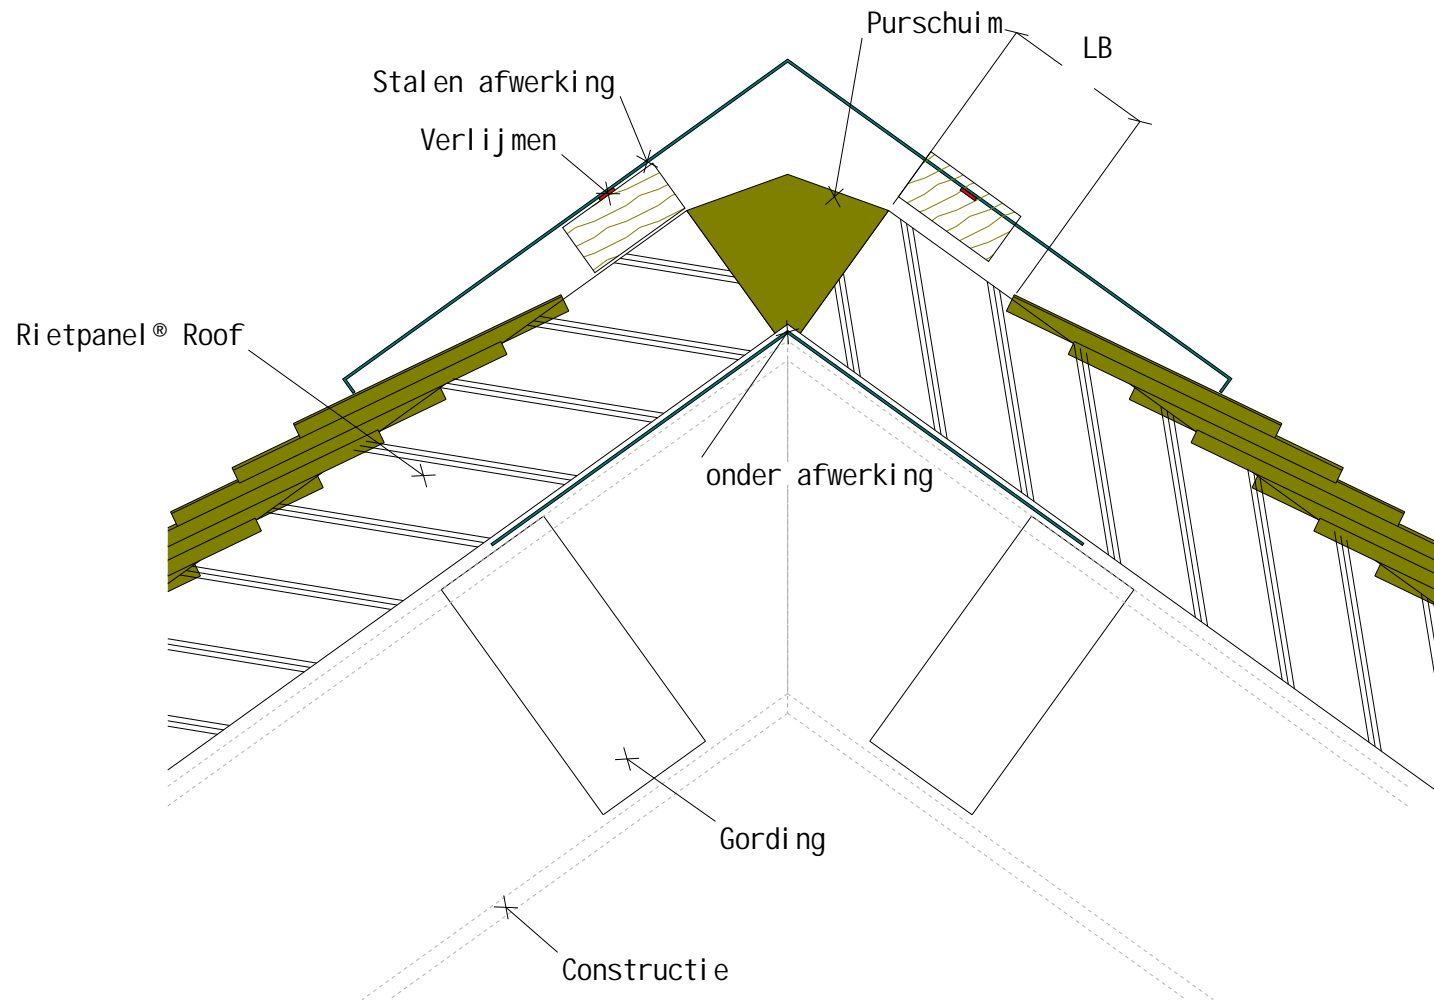 Purschuim
LB
Stalen afwerking
Verlijmen
Rietpanel® Roof
onder afwerking
Gording
Constructie